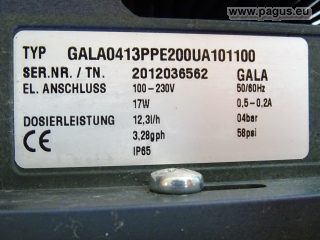 © www.pagus.eu
TYP GALA0413PPE200UA101100
SER.NR./ TN. 2012036562 GALA
EL. ANSCHLUSS 100-230V 50/60Hz
17W 0,5-0,2A
DOSIERLEISTUNG 12,3l/h 04bar
3,28gph 58psi
CE IP65